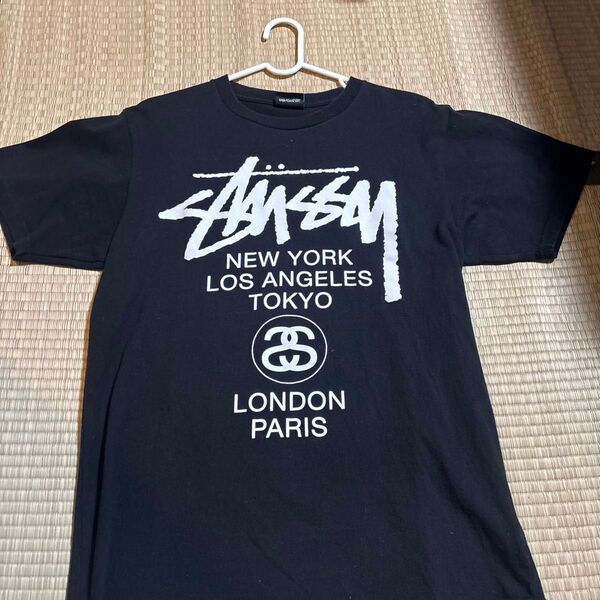 Stüssy
NEW YORK
LOS ANGELES
TOKYO
LONDON
PARIS